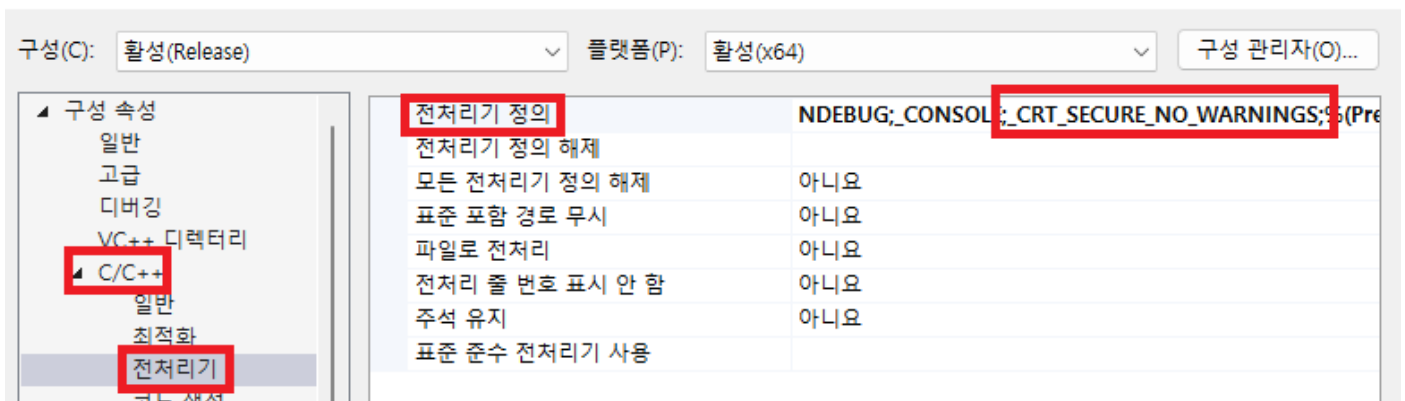 구성(C): 활성(Release) 플랫폼(P): 활성(x64) 구성 관리자(O)...
구성 속성
일반
고급
디버깅
VC++ 디렉터리
C/C++
일반
최적화
전처리기
전처리기 정의 NDEBUG;_CONSOLE;_CRT_SECURE_NO_WARNINGS;%(Pre
전처리기 정의 해제
모든 전처리기 정의 해제 아니요
표준 포함 경로 무시 아니요
파일로 전처리 아니요
전처리 줄 번호 표시 안 함 아니요
주석 유지 아니요
표준 준수 전처리기 사용